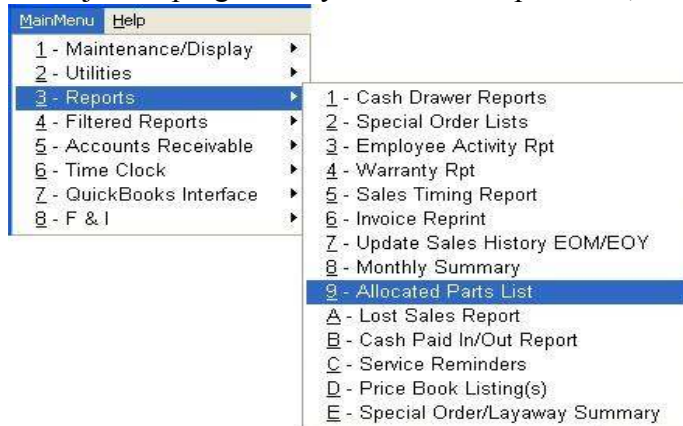 MainMenu Help
1 - Maintenance/Display
2 - Utilities
3 - Reports
4 - Filtered Reports
5 - Accounts Receivable
6 - Time Clock
7 - QuickBooks Interface
8 - F & I
1 - Cash Drawer Reports
2 - Special Order Lists
3 - Employee Activity Rpt
4 - Warranty Rpt
5 - Sales Timing Report
6 - Invoice Reprint
7 - Update Sales History EOM/EOY
8 - Monthly Summary
9 - Allocated Parts List
A - Lost Sales Report
B - Cash Paid In/Out Report
C - Service Reminders
D - Price Book Listing(s)
E - Special Order/Layaway Summary